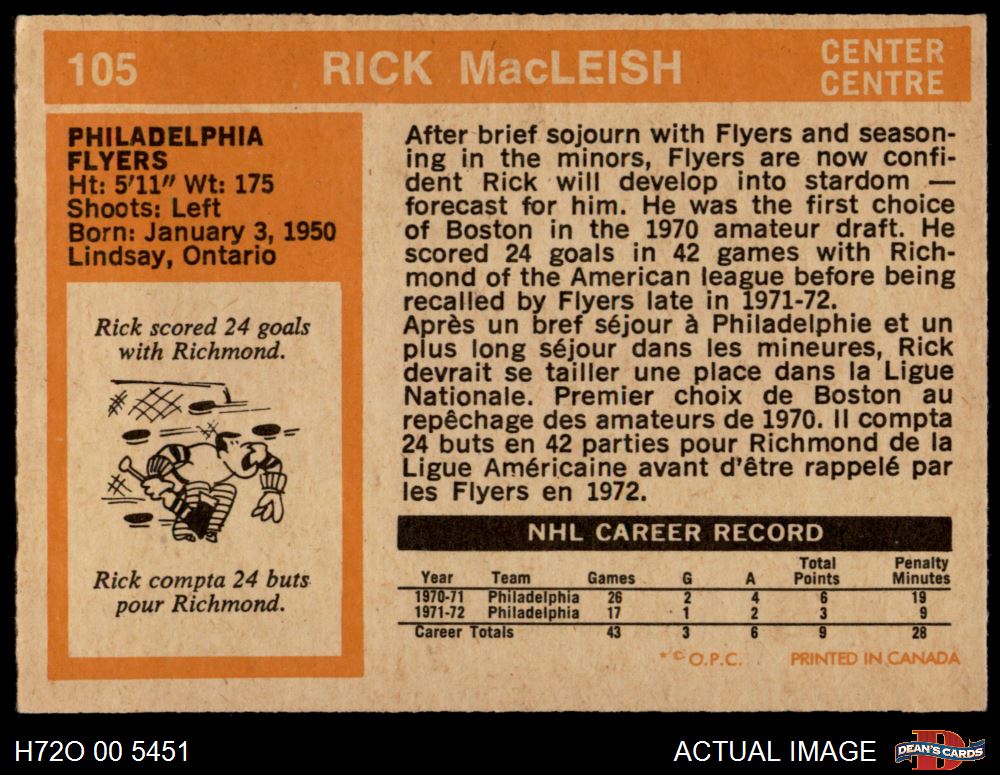 105 RICK MacLEISH CENTER
CENTRE
PHILADELPHIA
FLYERS
Ht: 5'11" Wt: 175
Shoots: Left
Born: January 3, 1950
Lindsay, Ontario
Rick scored 24 goals
with Richmond.
Rick compta 24 buts
pour Richmond.
After brief sojourn with Flyers and season-
ing in the minors, Flyers are now confi-
dent Rick will develop into stardom —
forecast for him. He was the first choice
of Boston in the 1970 amateur draft. He
scored 24 goals in 42 games with Rich-
mond of the American league before being
recalled by Flyers late in 1971-72.
Après un bref séjour à Philadelphie et un
plus long séjour dans les mineures, Rick
devrait se tailler une place dans la Ligue
Nationale. Premier choix de Boston au
repêchage des amateurs de 1970. Il compta
24 buts en 42 parties pour Richmond de la
Ligue Américaine avant d'être rappelé par
les Flyers en 1972.
NHL CAREER RECORD
Year Team Games G A Total Points Penalty Minutes
1970-71 Philadelphia 26 2 4 6 19
1971-72 Philadelphia 17 1 2 3 9
Career Totals 43 3 6 9 28
* © O.P.C. PRINTED IN CANADA
H72O 00 5451 ACTUAL IMAGE DEAN'S CARDS